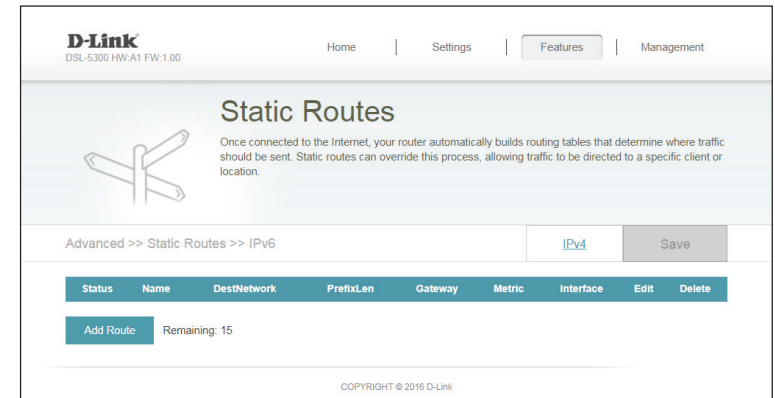 D-Link
DSL-5300 HW:A1 FW:1.00
Home | Settings | Features | Management
Static Routes
Once connected to the Internet, your router automatically builds routing tables that determine where traffic
should be sent. Static routes can override this process, allowing traffic to be directed to a specific client or
location.
Advanced >> Static Routes >> IPv6
IPv4
Save
Status Name DestNetwork PrefixLen Gateway Metric Interface Edit Delete
Add Route Remaining: 15
COPYRIGHT © 2016 D-Link